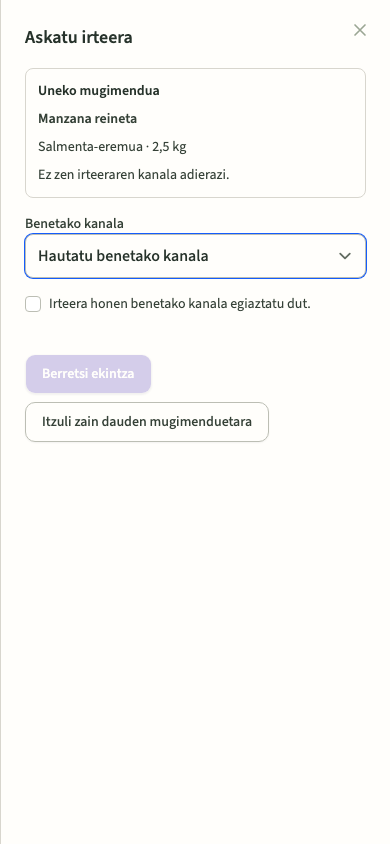 Askatu irteera
Uneko mugimendua
Manzana reineta
Salmenta-eremua · 2,5 kg
Ez zen irteeraren kanala adierazi.
Benetako kanala
Hautatu benetako kanala
Irteera honen benetako kanala egiaztatu dut.
Berretsi ekintza
Itzuli zain dauden mugimenduetara